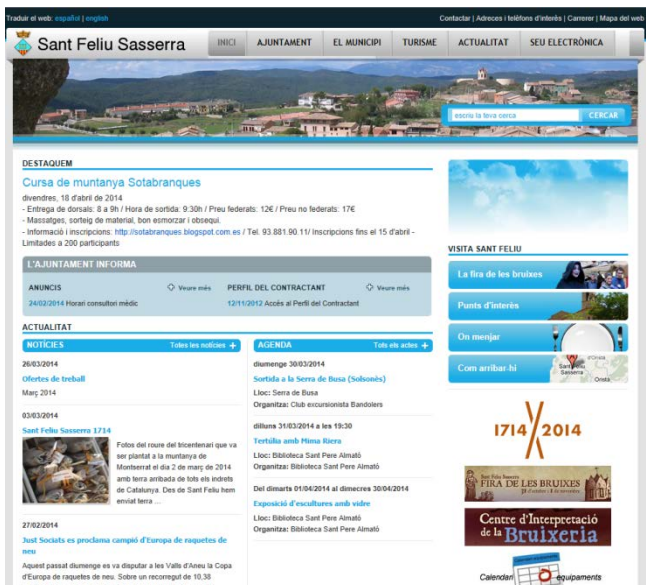 Traduir el web: español | english
Contactar | Adreces i telèfons d'interès | Carrerer | Mapa del web
Sant Feliu Sasserra
INICI
AJUNTAMENT
EL MUNICIPI
TURISME
ACTUALITAT
SEU ELECTRÒNICA
escriu la teva cerca
CERCAR
DESTAQUEM
Cursa de muntanya Sotabranques
divendres, 18 d'abril de 2014
- Entrega de dorsals: 8 a 9h / Hora de sortida: 9:30h / Preu federats: 12€ / Preu no federats: 17€
- Massatges, sorteig de material, bon esmorzar i obsequi.
- Informació i inscripcions: http://sotabranques.blogspot.com.es / Tel. 93.881.90.11/ Inscripcions fins el 15 d'abril -
Limitades a 200 participants
L'AJUNTAMENT INFORMA
ANUNCIS
Veure més
24/02/2014 Horari consultori mèdic
PERFIL DEL CONTRACTANT
Veure més
12/11/2012 Accés al Perfil del Contractant
ACTUALITAT
NOTÍCIES
Totes les notícies +
26/03/2014
Ofertes de treball
Març 2014
03/03/2014
Sant Feliu Sasserra 1714
Fotos del roure del tricentenari que va
ser plantat a la muntanya de
Montserrat el dia 2 de març de 2014
amb terra arribada de tots els indrets
de Catalunya. Des de Sant Feliu hem
enviat terra ...
27/02/2014
Just Sociats es proclama campió d'Europa de raquetes de
neu
Aquest passat diumenge es va disputar a les Valls d'Aneu la Copa
d'Europa de raquetes de neu. Sobre un recorregut de 10,38
AGENDA
Tots els actes +
diumenge 30/03/2014
Sortida a la Serra de Busa (Solsonès)
Lloc: Serra de Busa
Organitza: Club excursionista Bandolers
dilluns 31/03/2014 a les 19:30
Tertúlia amb Mima Riera
Lloc: Biblioteca Sant Pere Almató
Organitza: Biblioteca Sant Pere Almató
Del dimarts 01/04/2014 al dimecres 30/04/2014
Exposició d'escultures amb vidre
Lloc: Biblioteca Sant Pere Almató
Organitza: Biblioteca Sant Pere Almató
VISITA SANT FELIU
La fira de les bruixes
Punts d'interès
On menjar
Com arribar-hi
Sant Feliu
Sasserra
d'Oristà
Oristà
1714/2014
Sant Feliu Sasserra
FIRA DE LES BRUIXES
Centre d'Interpretació
de la Bruixeria
Calendari equipaments